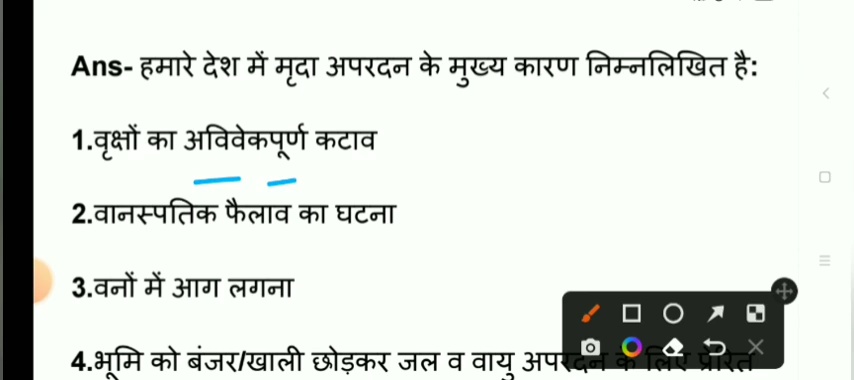 Ans- हमारे देश में मृदा अपरदन के मुख्य कारण निम्नलिखित है:
1.वृक्षों का अविवेकपूर्ण कटाव
2.वानस्पतिक फैलाव का घटना
3.वनों में आग लगना
4.भूमि को बंजर/खाली छोड़कर जल व वायु अपरदन के लिए प्रेरित